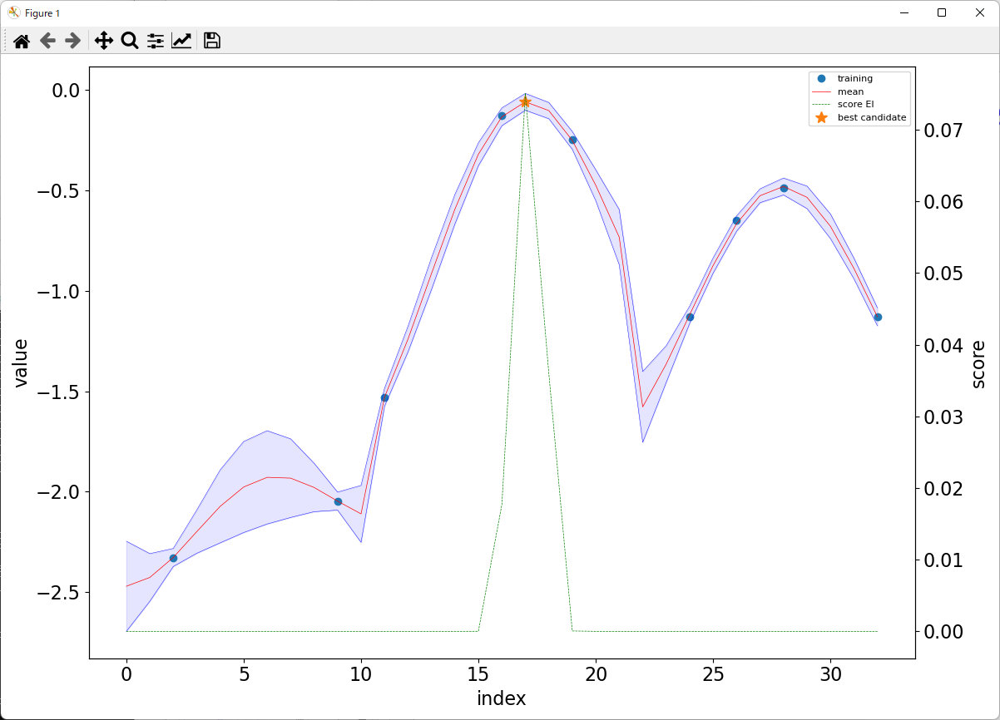 Figure 1
training
mean
score EI
best candidate
0.0
−0.5
−1.0
−1.5
−2.0
−2.5
value
0.07
0.06
0.05
0.04
0.03
0.02
0.01
0.00
score
0 5 10 15 20 25 30
index